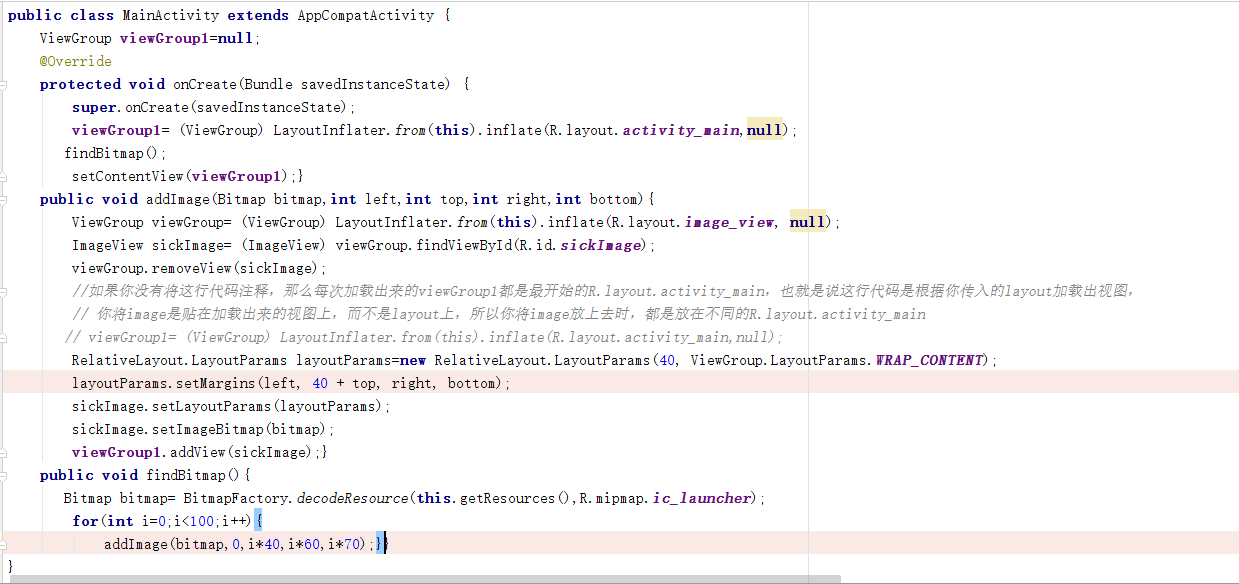 public class MainActivity extends AppCompatActivity {
ViewGroup viewGroup1=null;
@Override
protected void onCreate(Bundle savedInstanceState) {
super.onCreate(savedInstanceState);
viewGroup1= (ViewGroup) LayoutInflater.from(this).inflate(R.layout.activity_main,null);
findBitmap();
setContentView(viewGroup1);}
public void addImage(Bitmap bitmap,int left,int top,int right,int bottom){
ViewGroup viewGroup= (ViewGroup) LayoutInflater.from(this).inflate(R.layout.image_view, null);
ImageView sickImage= (ImageView) viewGroup.findViewById(R.id.sickImage);
viewGroup.removeView(sickImage);
//如果你没有将这行代码注释，那么每次加载出来的viewGroup1都是最开始的R.layout.activity_main，也就是说这行代码是根据你传入的layout加载出视图，
// 你将image是贴在加载出来的视图上，而不是layout上，所以你将image放上去时，都是放在不同的R.layout.activity_main
// viewGroup1= (ViewGroup) LayoutInflater.from(this).inflate(R.layout.activity_main,null);
RelativeLayout.LayoutParams layoutParams=new RelativeLayout.LayoutParams(40, ViewGroup.LayoutParams.WRAP_CONTENT);
layoutParams.setMargins(left, 40 + top, right, bottom);
sickImage.setLayoutParams(layoutParams);
sickImage.setImageBitmap(bitmap);
viewGroup1.addView(sickImage);}
public void findBitmap(){
Bitmap bitmap= BitmapFactory.decodeResource(this.getResources(),R.mipmap.ic_launcher);
for(int i=0;i<100;i++){
addImage(bitmap,0,i*40,i*60,i*70);}}
}